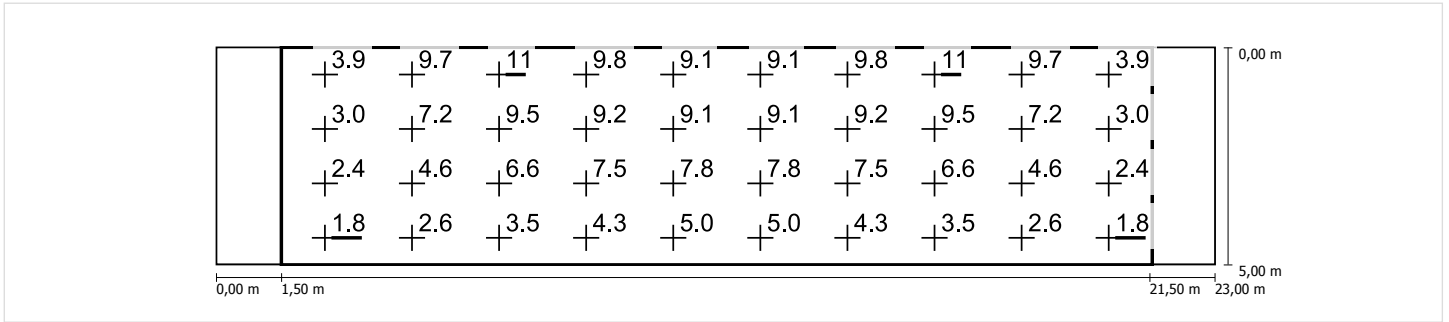 3.9 9.7 11 9.8 9.1 9.1 9.8 11 9.7 3.9
0,00 m
3.0 7.2 9.5 9.2 9.1 9.1 9.2 9.5 7.2 3.0
2.4 4.6 6.6 7.5 7.8 7.8 7.5 6.6 4.6 2.4
1.8 2.6 3.5 4.3 5.0 5.0 4.3 3.5 2.6 1.8
5,00 m
0,00 m 1,50 m 21,50 m 23,00 m